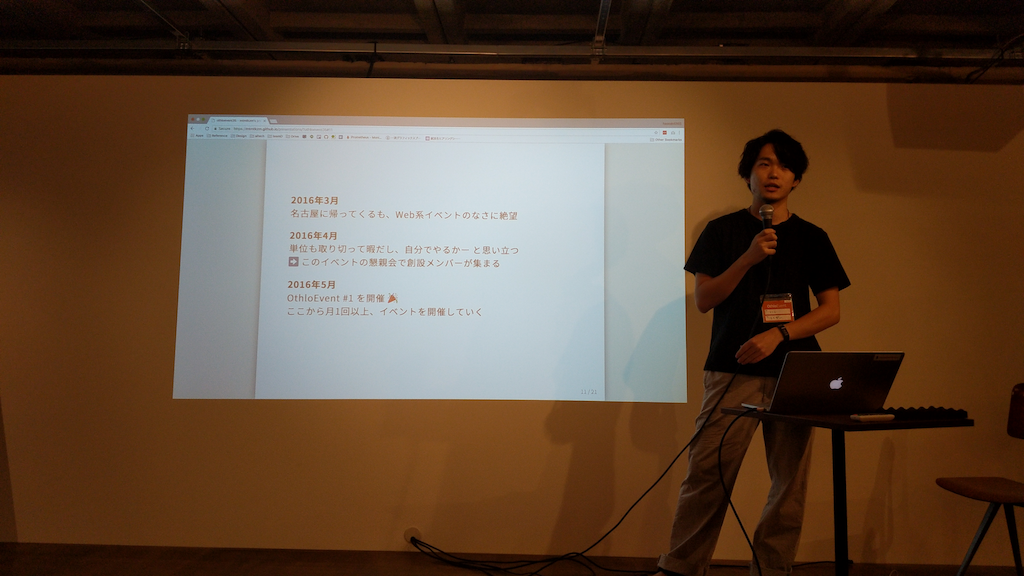 2016年3月
名古屋に帰ってくるも、Web系イベントのなさに絶望
2016年4月
単位も取り切って暇だし、自分でやるかー と思い立つ
➡ このイベントの懇親会で創設メンバーが集まる
2016年5月
OthloEvent #1 を開催 🎉
ここから月1回以上、イベントを開催していく
11/21